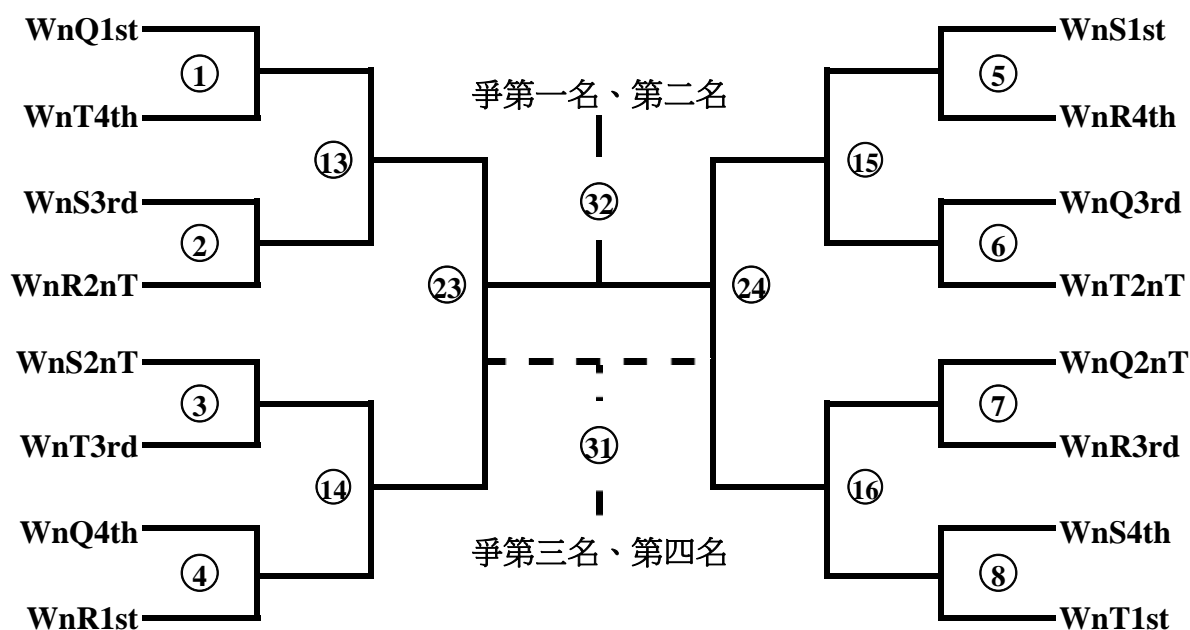 WnQ1st
①
WnT4th
⑬
WnS3rd
②
WnR2nT
㉓
WnS2nT
③
WnT3rd
⑭
WnQ4th
④
WnR1st
爭第一名、第二名
㉜
㉛
爭第三名、第四名
WnS1st
⑤
WnR4th
⑮
WnQ3rd
⑥
WnT2nT
㉔
WnQ2nT
⑦
WnR3rd
⑯
WnS4th
⑧
WnT1st